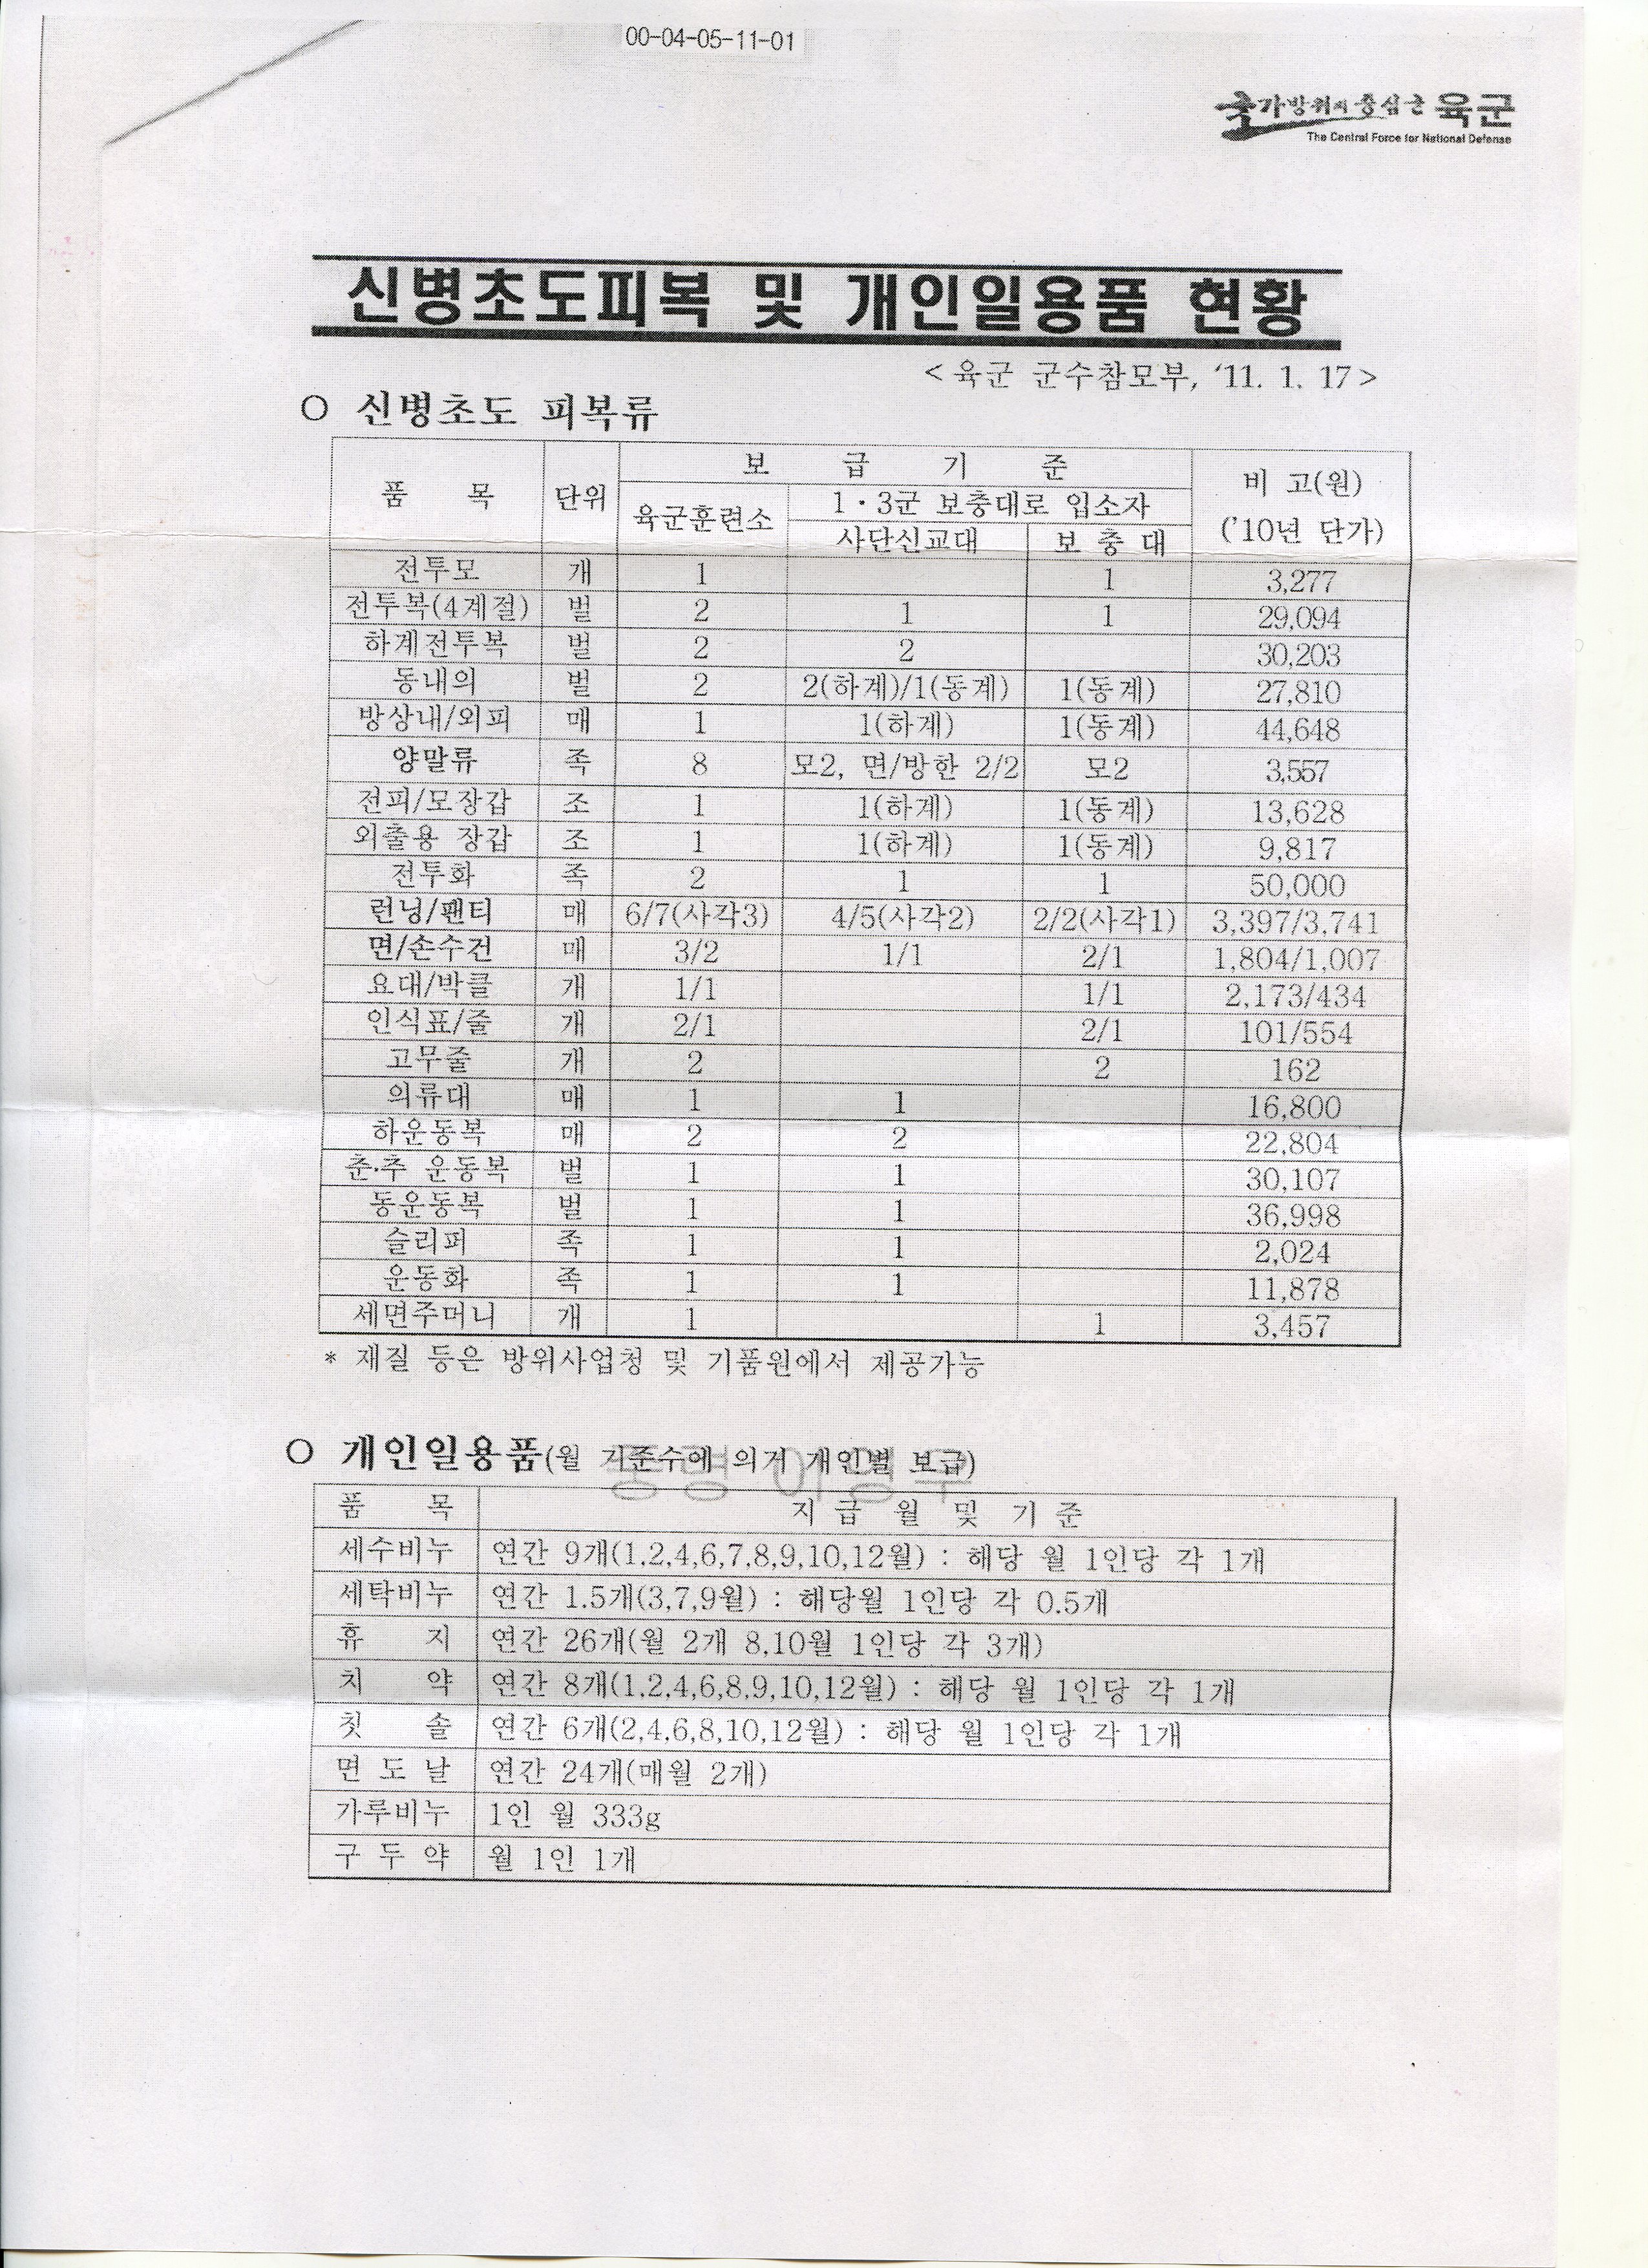 00-04-05-11-01
국가방위의 중심군 육군
The Central Force for National Defense
신병초도피복 및 개인일용품 현황
<육군 군수참모부, '11. 1. 17>
○ 신병초도 피복류
품 목 단위 보 급 기 준 비 고(원) ('10년 단가)
육군훈련소 1·3군 보충대로 입소자
사단신교대 보 충 대
전투모 개 1 1 3,277
전투복(4계절) 벌 2 1 1 29,094
하계전투복 벌 2 2 30,203
동내의 벌 2 2(하계)/1(동계) 1(동계) 27,810
방상내/외피 매 1 1(하계) 1(동계) 44,648
양말류 족 8 모2, 면/방한 2/2 모2 3,557
전피/모장갑 조 1 1(하계) 1(동계) 13,628
외출용 장갑 조 1 1(하계) 1(동계) 9,817
전투화 족 2 1 1 50,000
런닝/팬티 매 6/7(사각3) 4/5(사각2) 2/2(사각1) 3,397/3,741
면/손수건 매 3/2 1/1 2/1 1,804/1,007
요대/박클 개 1/1 1/1 2,173/434
인식표/줄 개 2/1 2/1 101/554
고무줄 개 2 2 162
의류대 매 1 1 16,800
하운동복 매 2 2 22,804
춘·추 운동복 벌 1 1 30,107
동운동복 벌 1 1 36,998
슬리퍼 족 1 1 2,024
운동화 족 1 1 11,878
세면주머니 개 1 1 3,457
* 재질 등은 방위사업청 및 기품원에서 제공가능
○ 개인일용품(월 기준수에 의거 개인별 보급)
품 목 지 급 월 및 기 준
세수비누 연간 9개(1,2,4,6,7,8,9,10,12월) : 해당 월 1인당 각 1개
세탁비누 연간 1.5개(3,7,9월) : 해당월 1인당 각 0.5개
휴 지 연간 26개(월 2개 8,10월 1인당 각 3개)
치 약 연간 8개(1,2,4,6,8,9,10,12월) : 해당 월 1인당 각 1개
칫 솔 연간 6개(2,4,6,8,10,12월) : 해당 월 1인당 각 1개
면 도 날 연간 24개(매월 2개)
가루비누 1인 월 333g
구 두 약 월 1인 1개